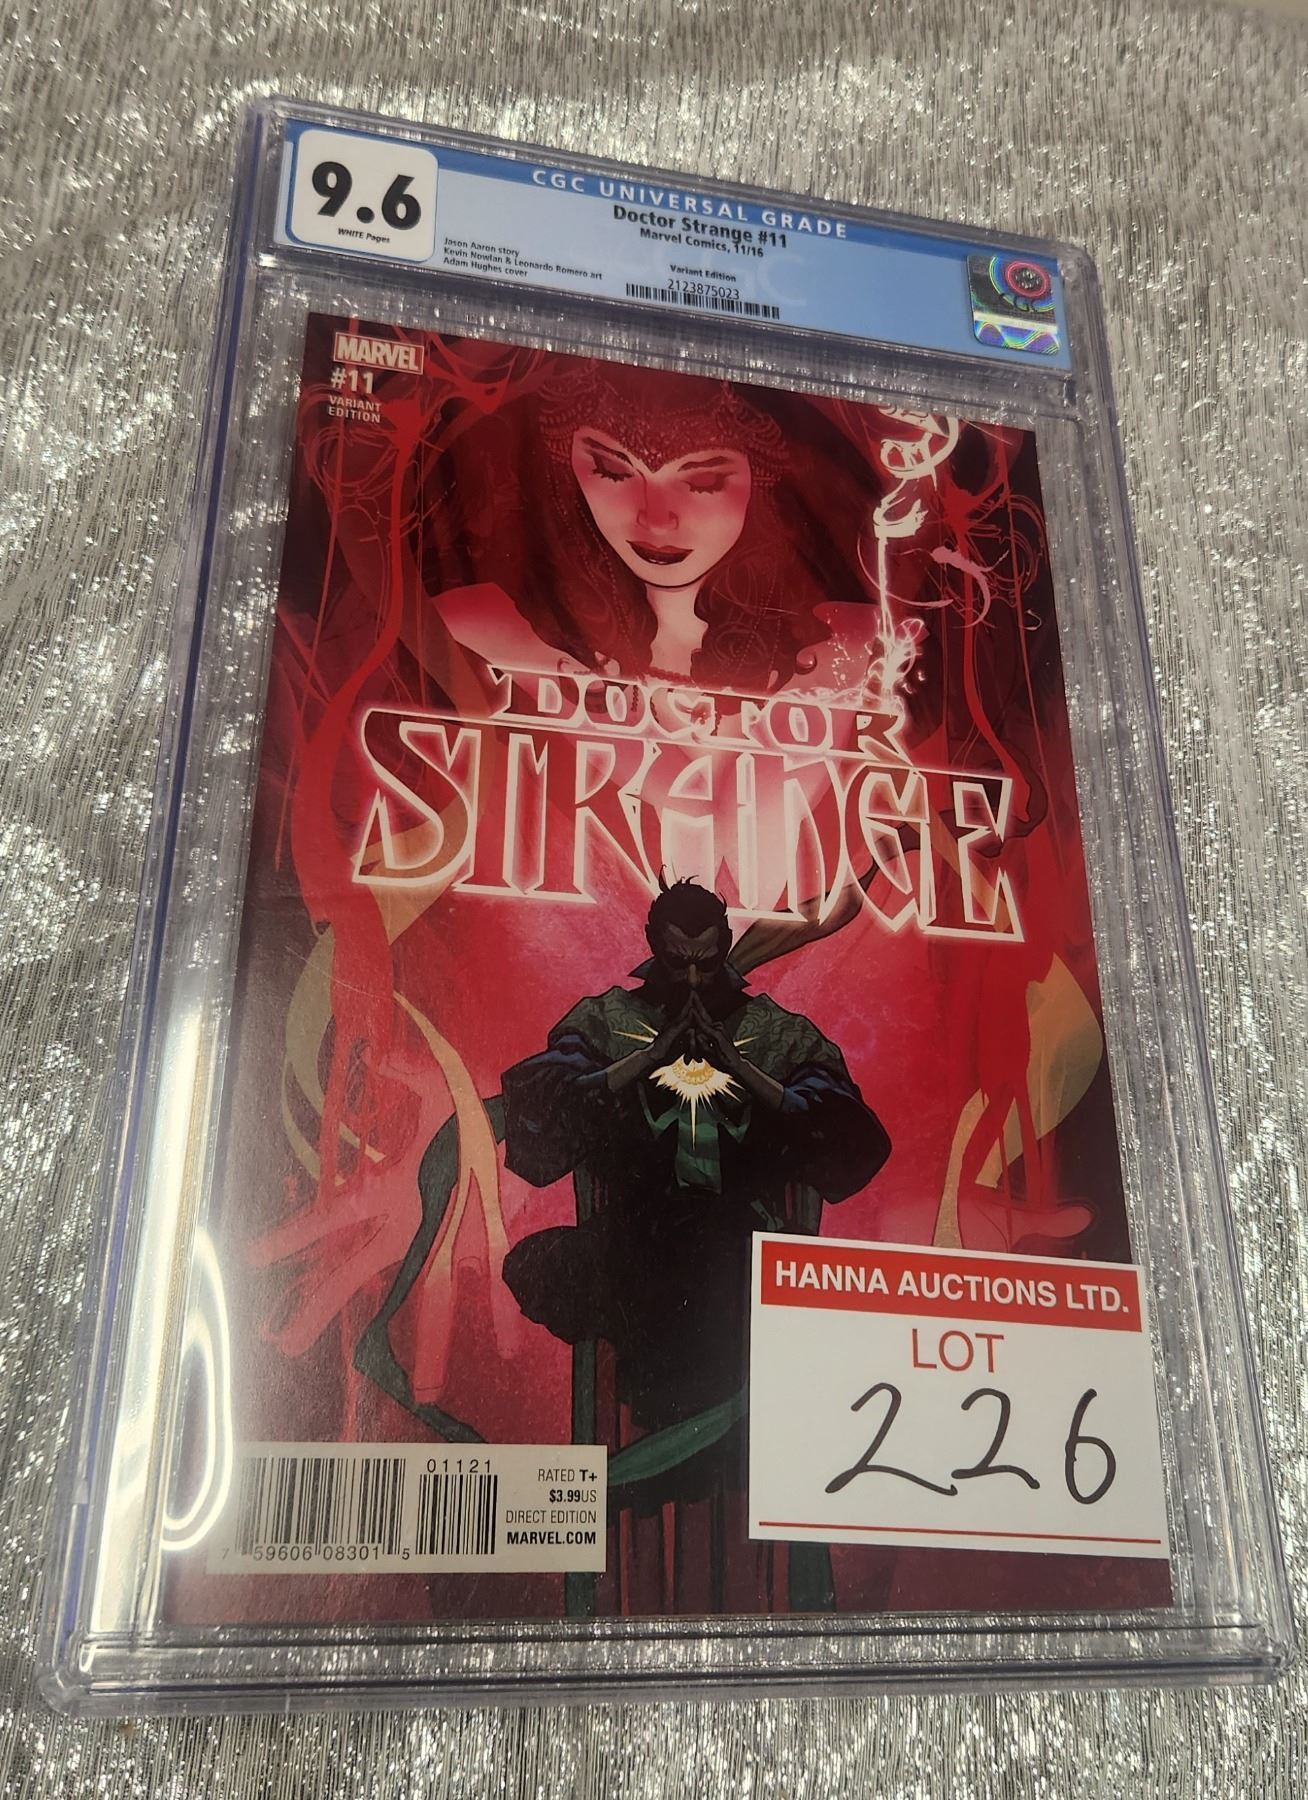 9.6
WHITE Pages
CGC UNIVERSAL GRADE
Doctor Strange #11
Marvel Comics, 11/16
Jason Aaron story
Kevin Nowlan & Leonardo Romero art
Adam Hughes cover
Variant Edition
2123875023
CGC
MARVEL
#11
VARIANT
EDITION
DOCTOR
STRANGE
HANNA AUCTIONS LTD.
LOT
226
01121
RATED T+
$3.99US
DIRECT EDITION
MARVEL.COM
7 59606 08301 5